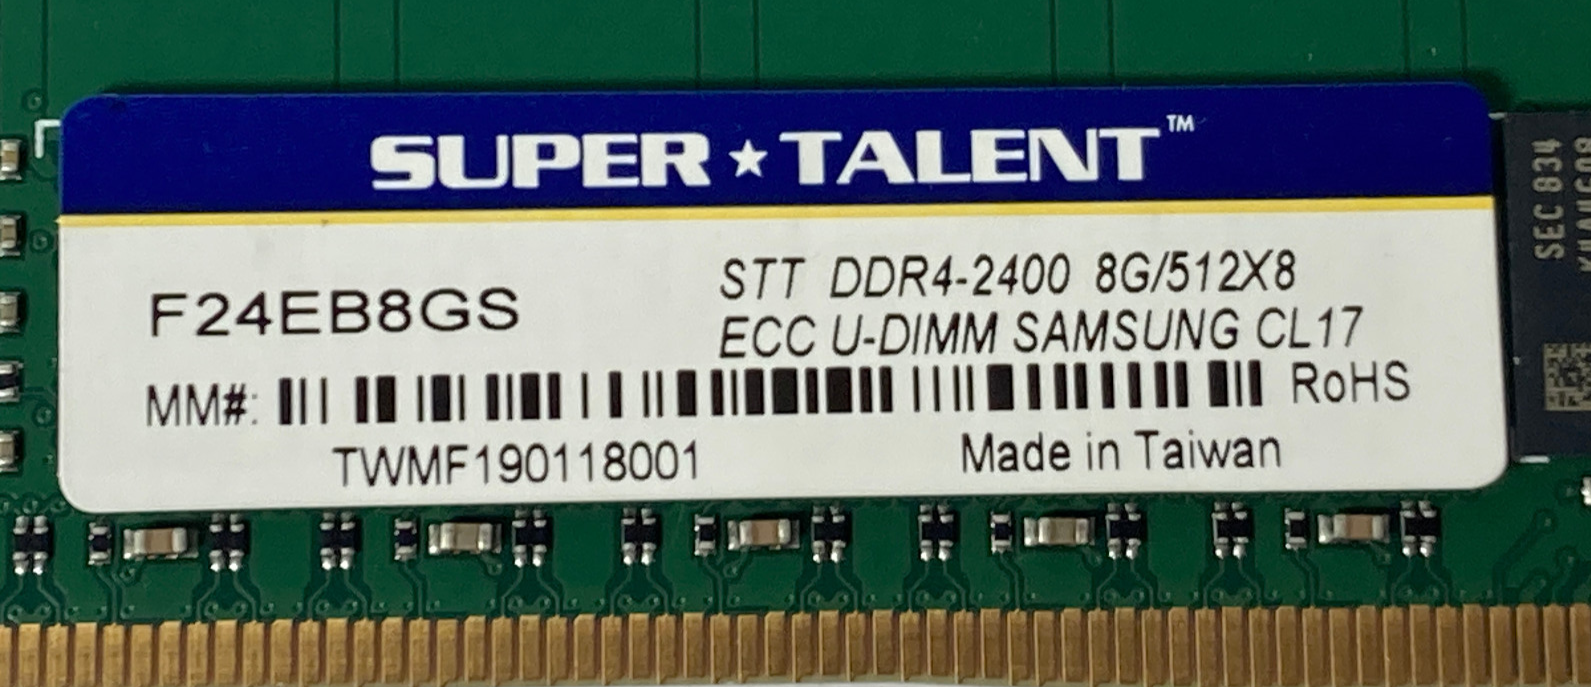 SUPER★TALENT™
F24EB8GS
STT DDR4-2400 8G/512X8
ECC U-DIMM SAMSUNG CL17
MM#:
RoHS
TWMF190118001
Made in Taiwan
SEC 834